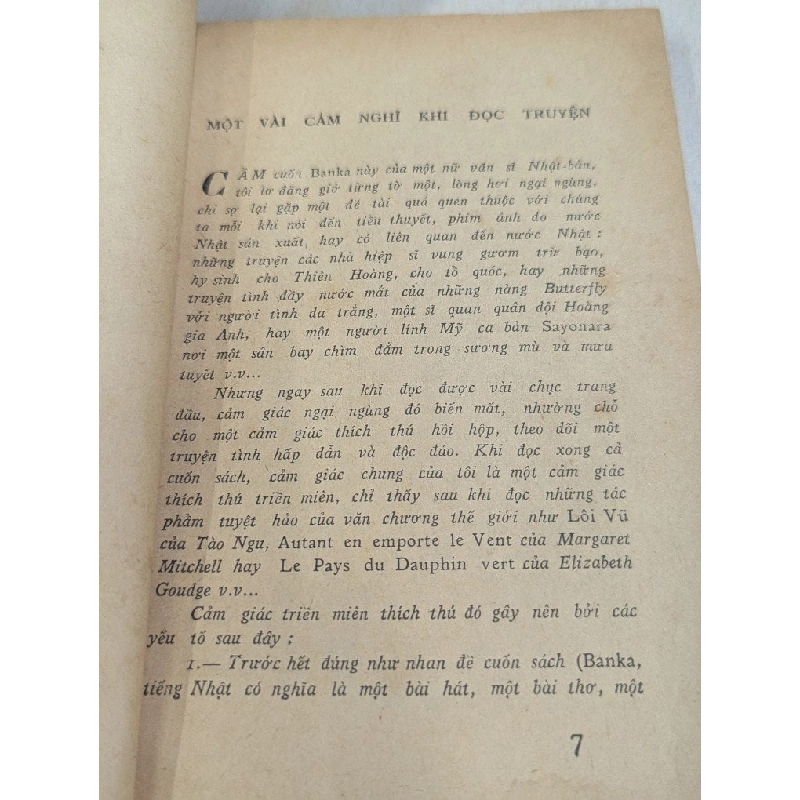 MỘT VÀI CẢM NGHĨ KHI ĐỌC TRUYỆN
CẦM cuốn Banka này của một nữ văn sĩ Nhật-bản,
tôi lơ đãng giở từng tờ một, lòng hơi ngại ngùng,
chỉ sợ lại gặp một đề tài quá quen thuộc với chúng
ta mỗi khi nói đến tiểu thuyết, phim ảnh do nước
Nhật sản xuất, hay có liên quan đến nước Nhật :
những truyện các nhà hiệp sĩ vung gươm trừ bạo,
hy sinh cho Thiên Hoàng, cho tổ quốc, hay những
truyện tình đầy nước mắt của những nàng Butterfly
với người tình da trắng, một sĩ quan quân đội Hoàng
gia Anh, hay một người lính Mỹ ca bản Sayonara
nơi một sân bay chìm đắm trong sương mù và mưa
tuyết v.v...
Nhưng ngay sau khi đọc được vài chục trang
đầu, cảm giác ngại ngùng đó biến mất, nhường chỗ
cho một cảm giác thích thú hồi hộp, theo dõi một
truyện tình hấp dẫn và độc đáo. Khi đọc xong cả
cuốn sách, cảm giác chung của tôi là một cảm giác
thích thú triền miên, chỉ thấy sau khi đọc những tác
phẩm tuyệt hảo của văn chương thế giới như Lôi Vũ
của Tào Ngu, Autant en emporte le Vent của Margaret
Mitchell hay Le Pays du Dauphin vert của Elizabeth
Goudge v.v...
Cảm giác triền miên thích thú đó gây nên bởi các
yếu tố sau đây :
1.— Trước hết đúng như nhan đề cuốn sách (Banka,
tiếng Nhật có nghĩa là một bài hát, một bài thơ, một
7